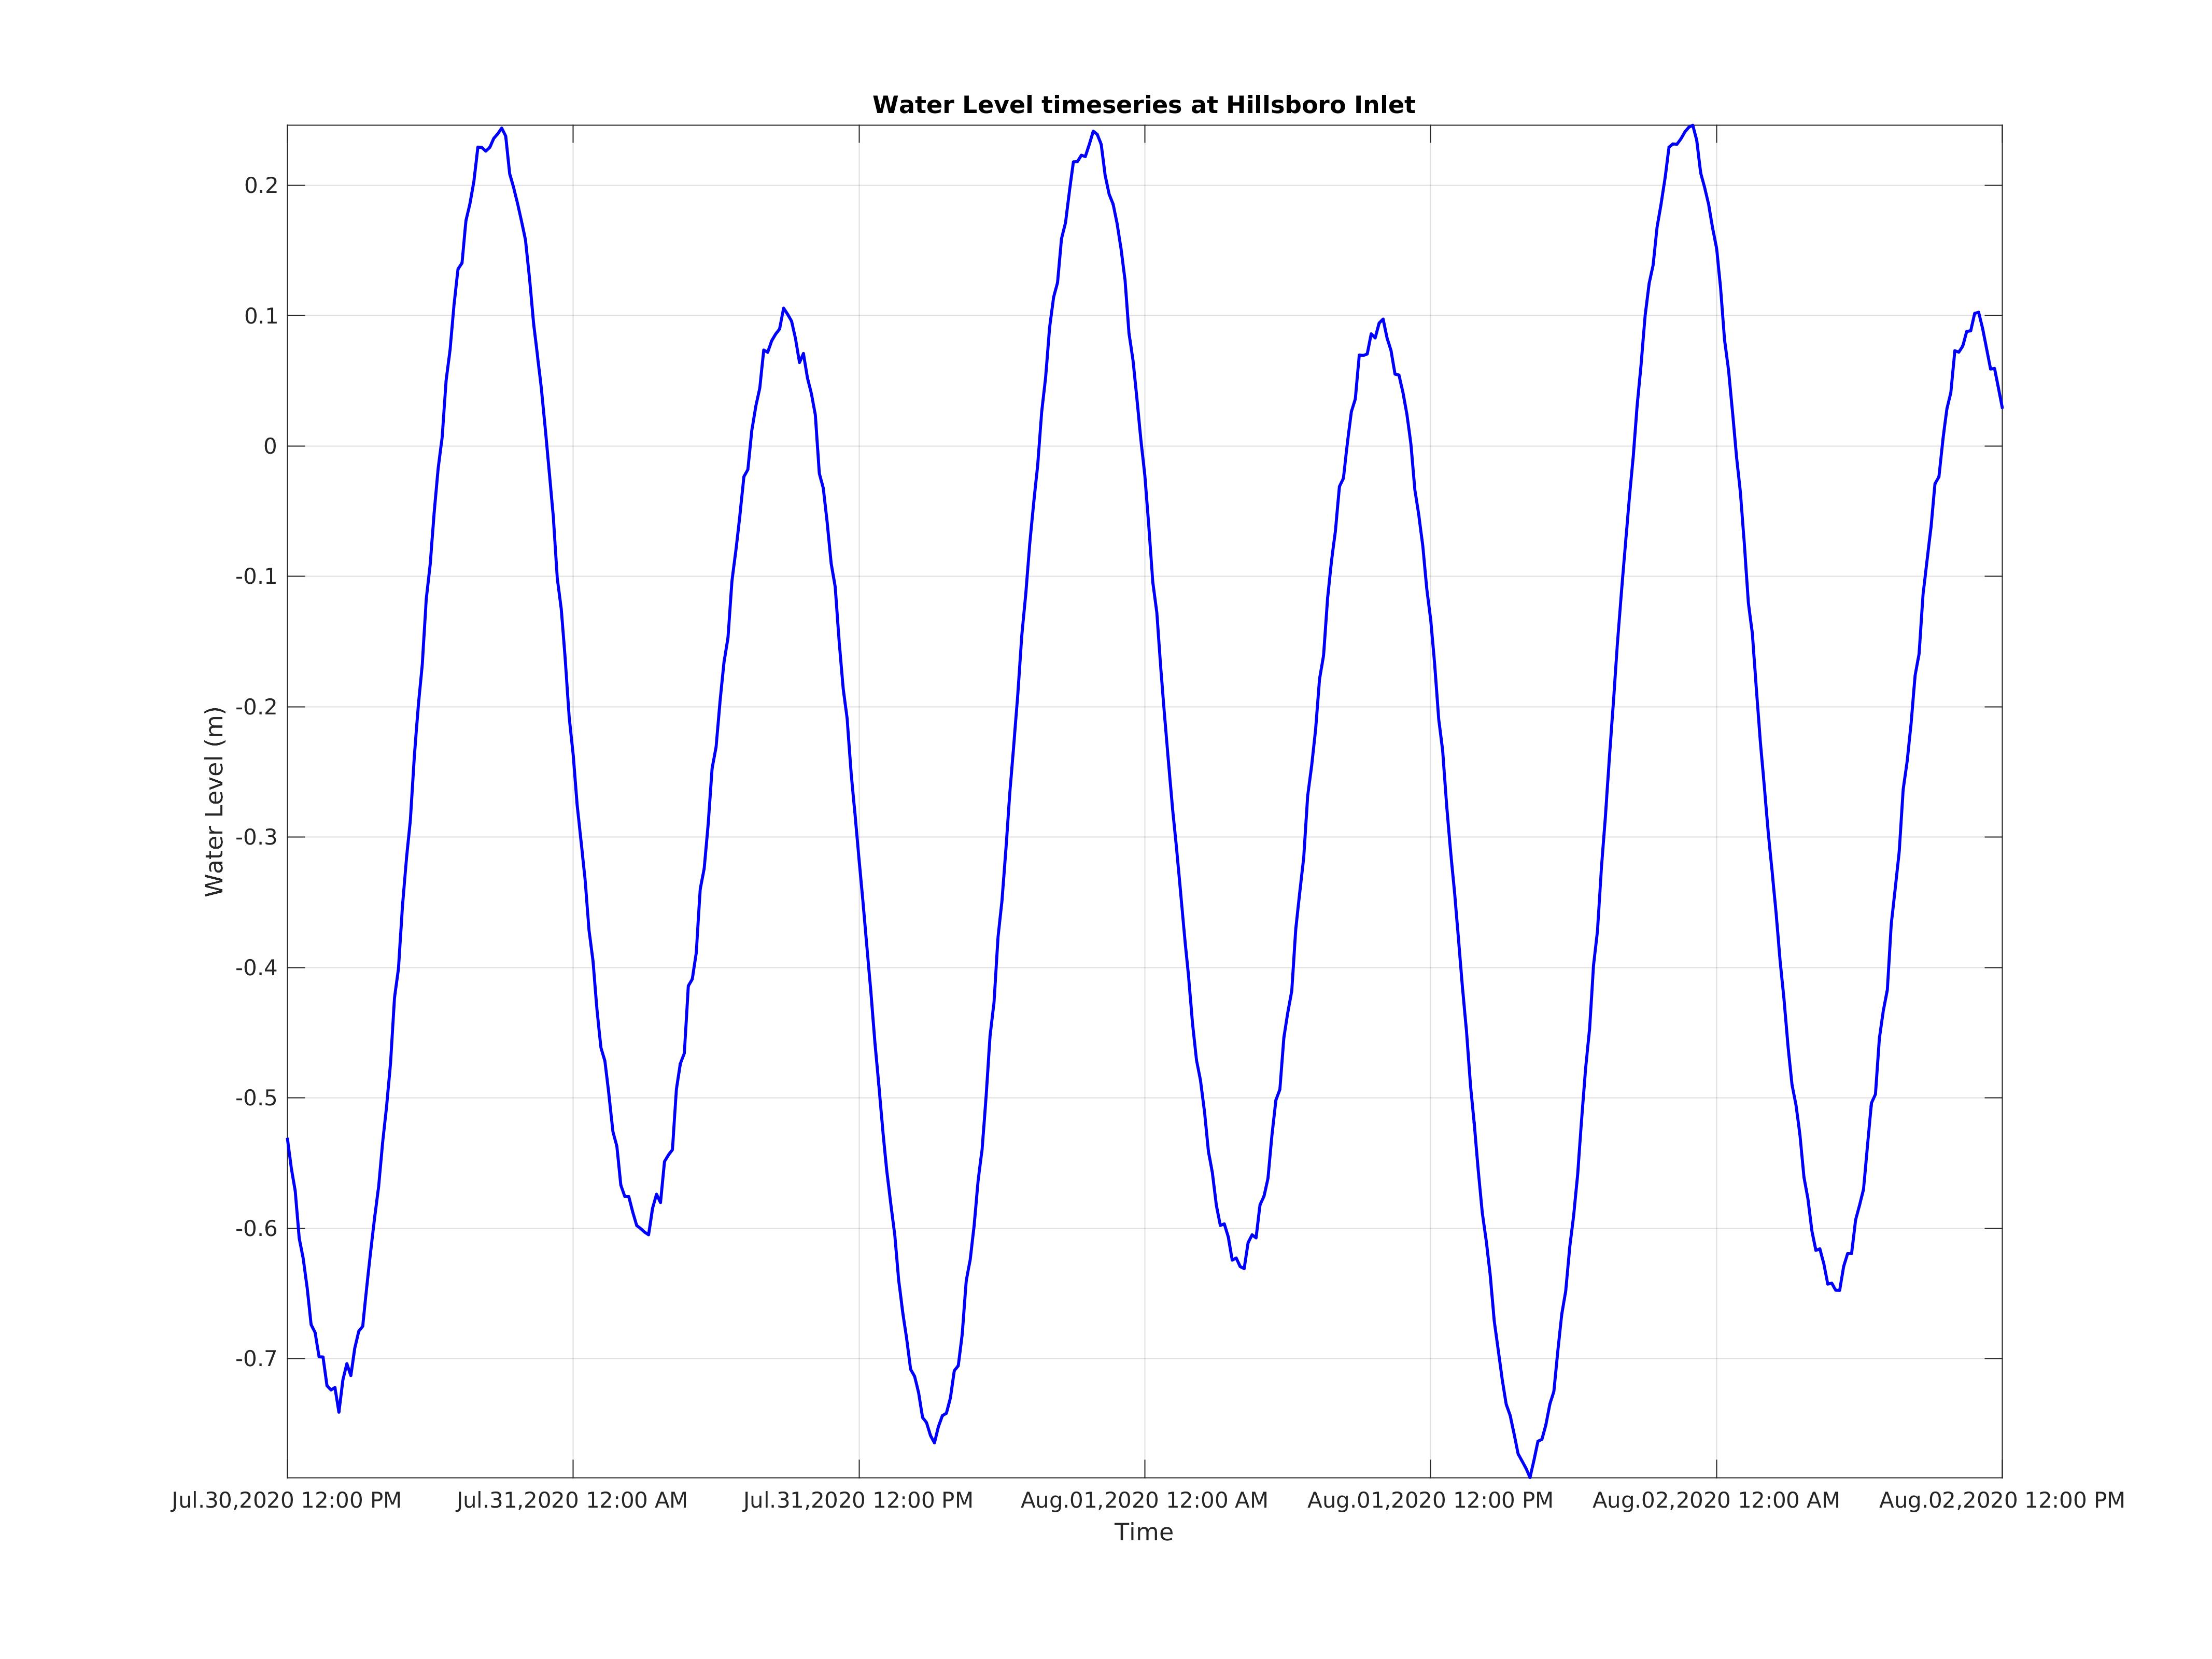 Water Level timeseries at Hillsboro Inlet
0.2
0.1
0
-0.1
-0.2
-0.3
-0.4
-0.5
-0.6
-0.7
Water Level (m)
Jul.30,2020 12:00 PM
Jul.31,2020 12:00 AM
Jul.31,2020 12:00 PM
Aug.01,2020 12:00 AM
Aug.01,2020 12:00 PM
Aug.02,2020 12:00 AM
Aug.02,2020 12:00 PM
Time